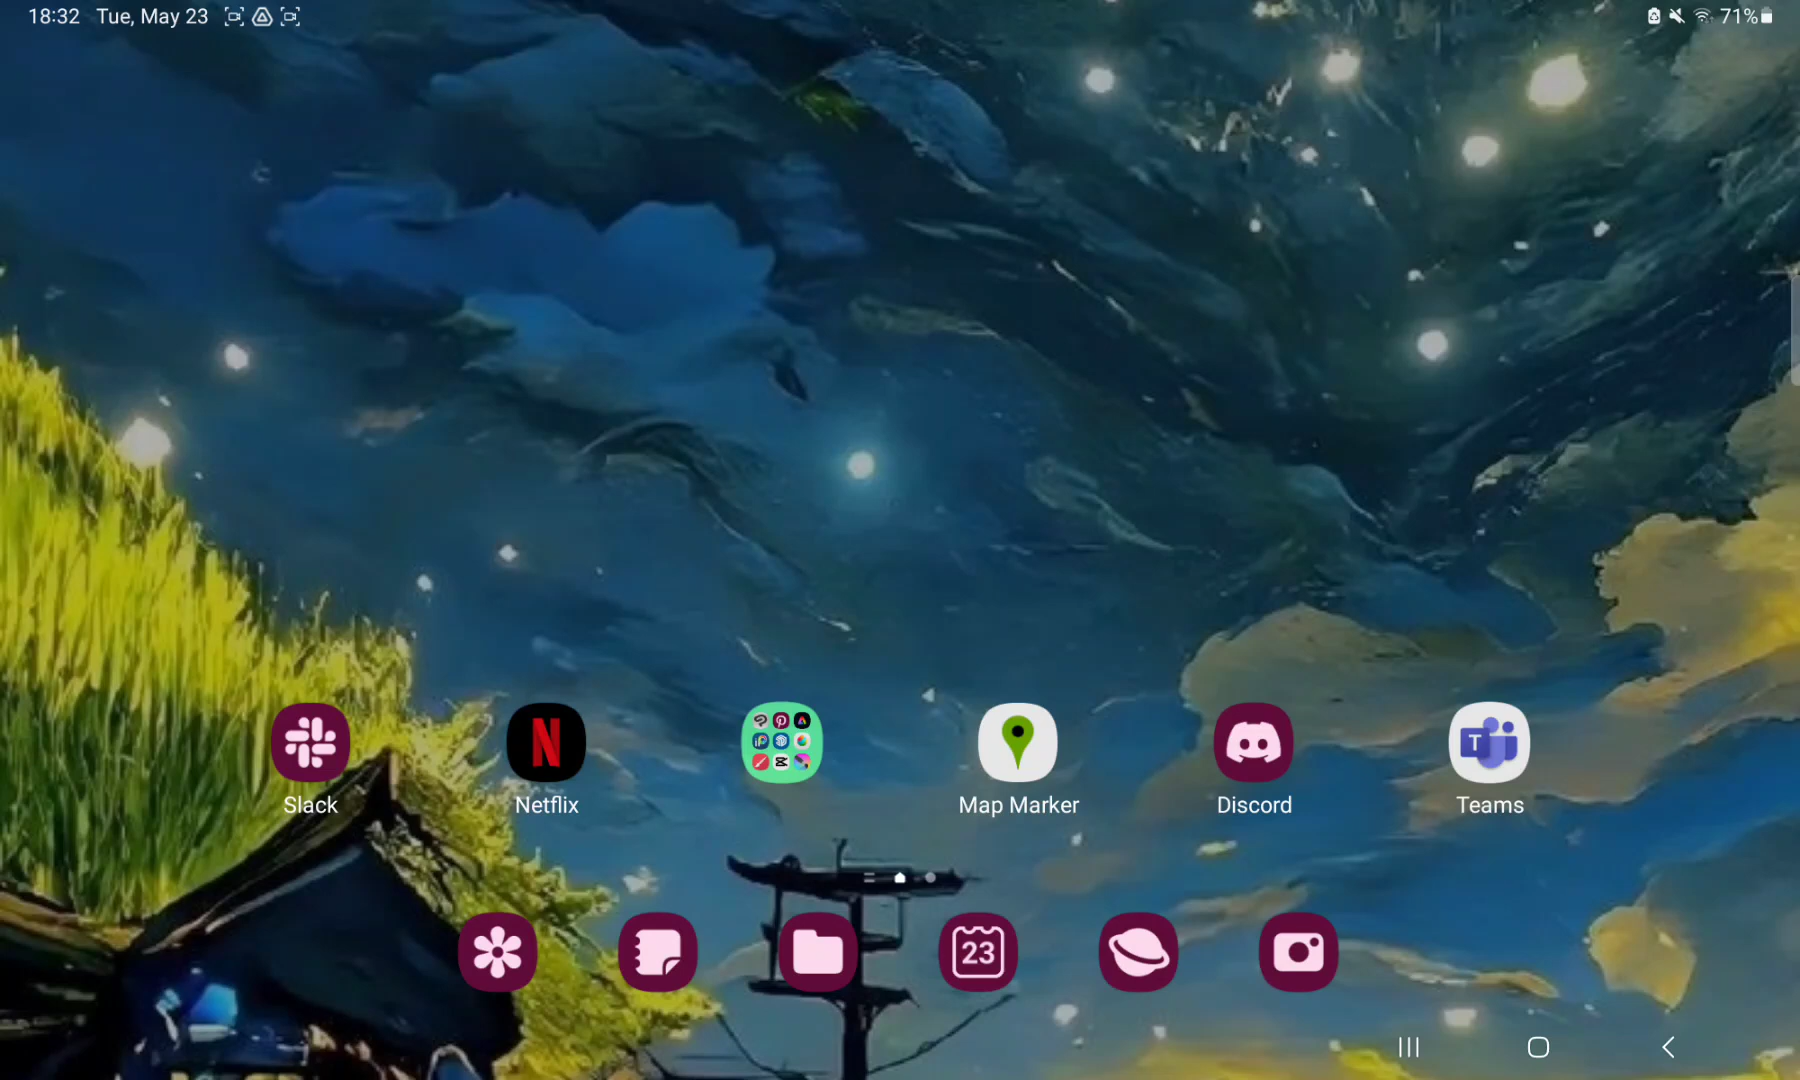 18:32 Tue, May 23
71%
N
T
Slack
Netflix
Map Marker
Discord
Teams
23